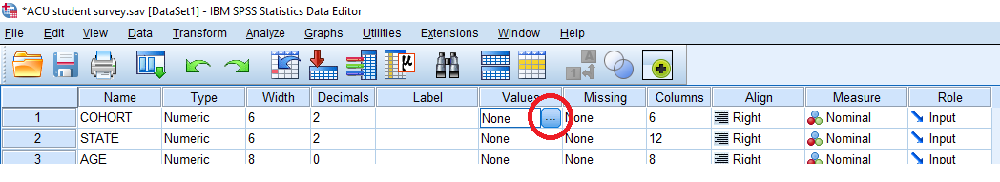 *ACU student survey.sav [DataSet1] - IBM SPSS Statistics Data Editor
File Edit View Data Transform Analyze Graphs Utilities Extensions Window Help
Name Type Width Decimals Label Values Missing Columns Align Measure Role
1 COHORT Numeric 6 2 None ... None 6 Right Nominal Input
2 STATE Numeric 6 2 None None 12 Right Nominal Input
3 AGE Numeric 8 0 None None 8 Right Nominal Input